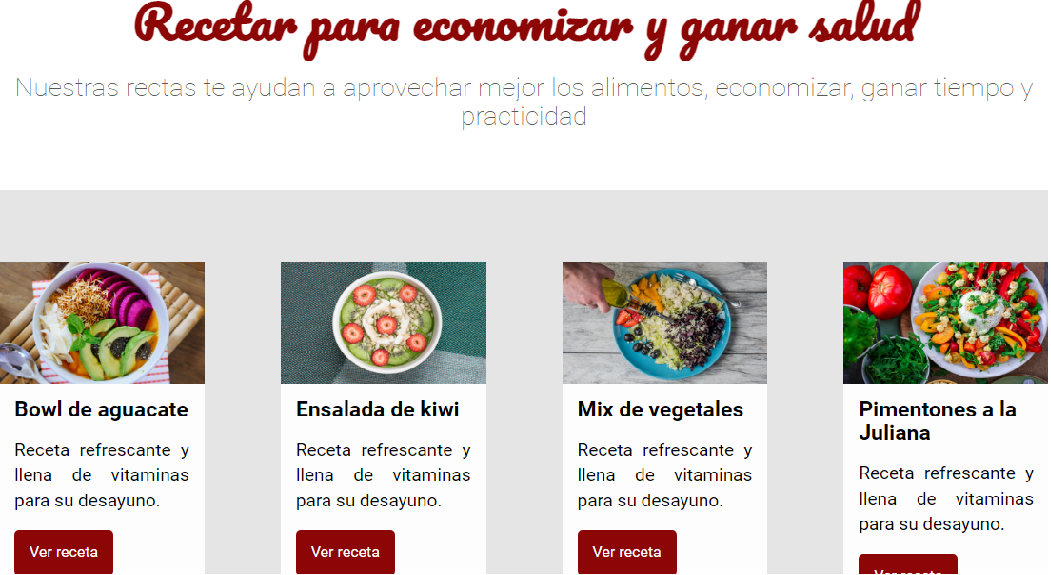 Recetar para economizar y ganar salud
Nuestras rectas te ayudan a aprovechar mejor los alimentos, economizar, ganar tiempo y
practicidad
Bowl de aguacate
Receta refrescante y
llena de vitaminas
para su desayuno.
Ver receta
Ensalada de kiwi
Receta refrescante y
llena de vitaminas
para su desayuno.
Ver receta
Mix de vegetales
Receta refrescante y
llena de vitaminas
para su desayuno.
Ver receta
Pimentones a la
Juliana
Receta refrescante y
llena de vitaminas
para su desayuno.
Ver receta